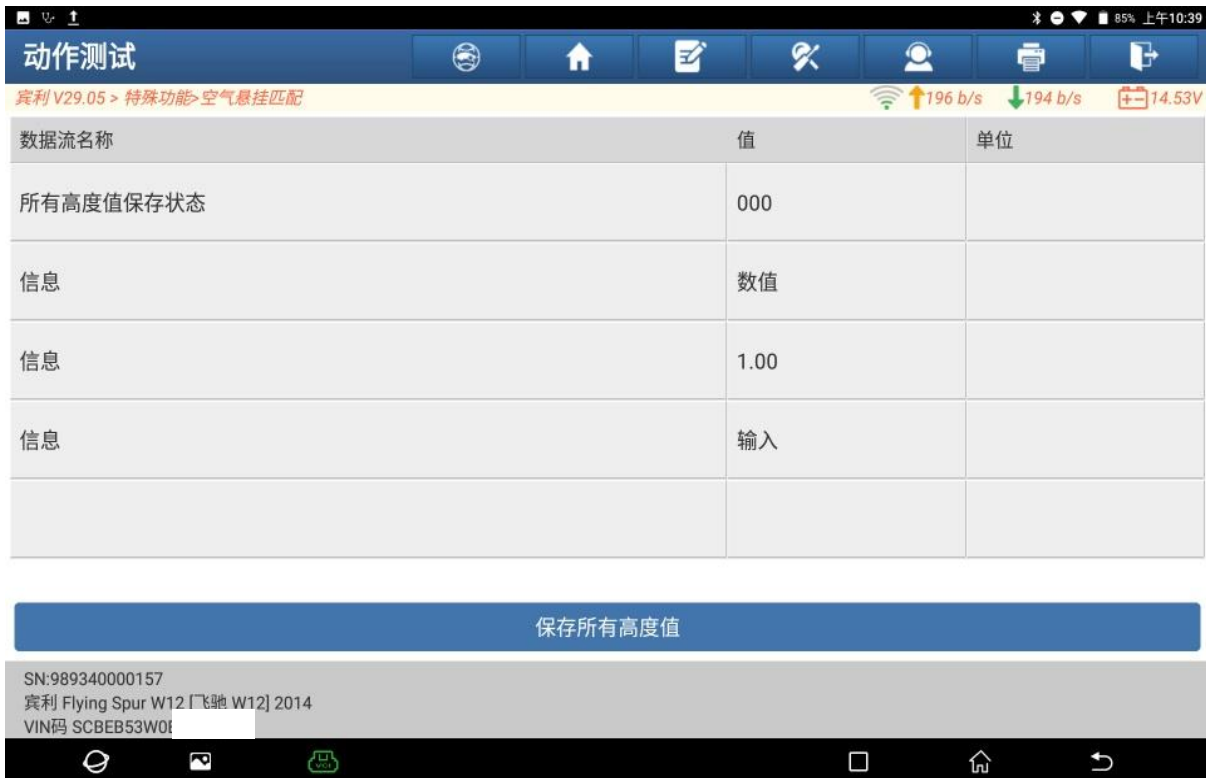 85% 上午10:39
动作测试
宾利 V29.05 > 特殊功能>空气悬挂匹配 196 b/s 194 b/s 14.53V
数据流名称 值 单位
所有高度值保存状态 000
信息 数值
信息 1.00
信息 输入
保存所有高度值
SN:989340000157
宾利 Flying Spur W12 [飞驰 W12] 2014
VIN码 SCBEB53W0
VCI